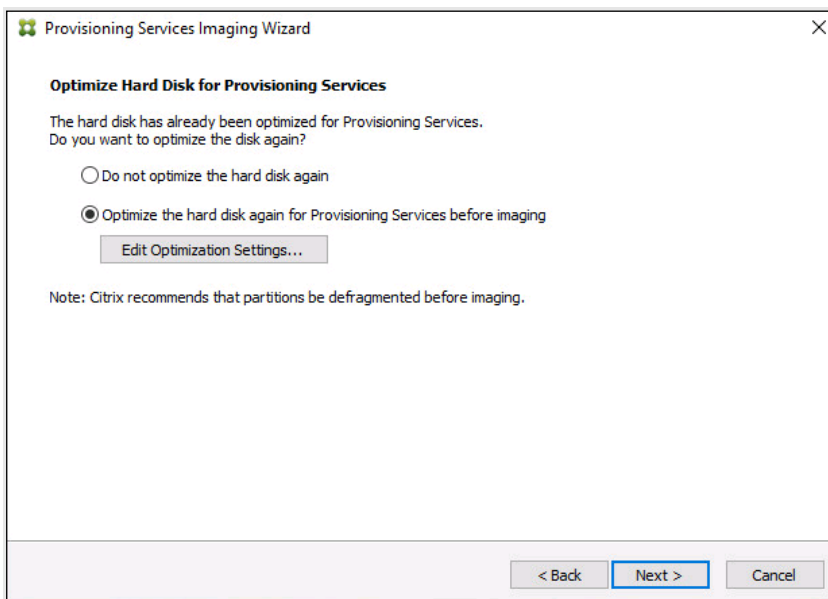 Provisioning Services Imaging Wizard
Optimize Hard Disk for Provisioning Services
The hard disk has already been optimized for Provisioning Services.
Do you want to optimize the disk again?
Do not optimize the hard disk again
Optimize the hard disk again for Provisioning Services before imaging
Edit Optimization Settings...
Note: Citrix recommends that partitions be defragmented before imaging.
< Back Next > Cancel